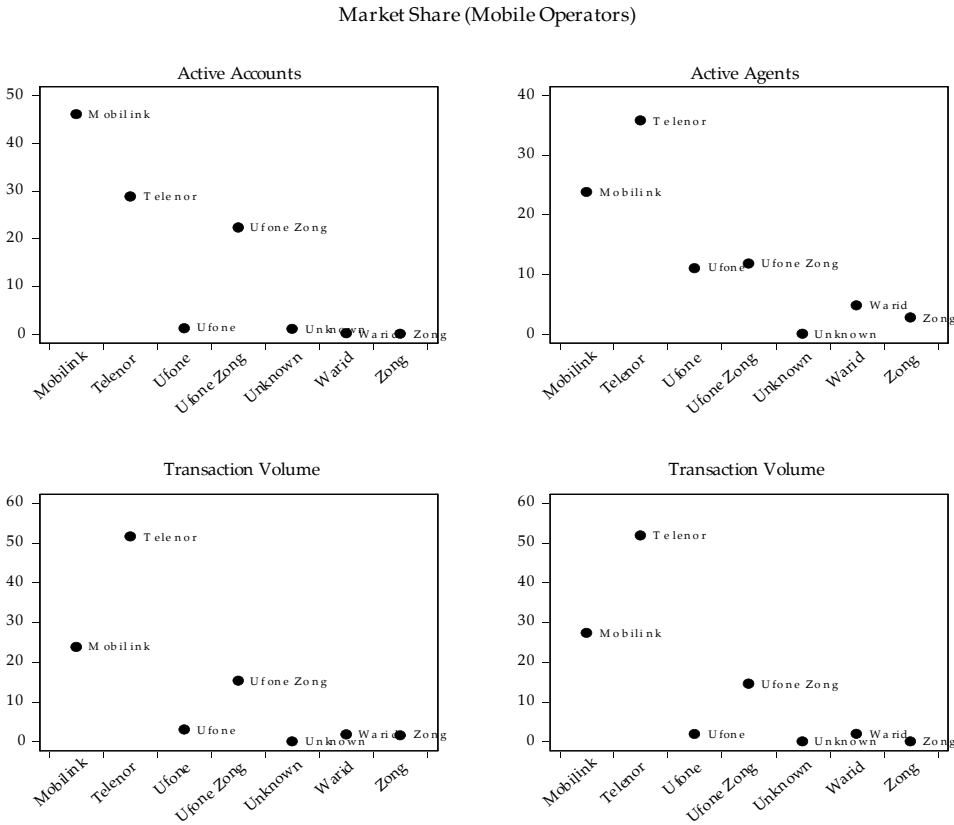 Market Share (Mobile Operators)
Active Accounts
50
40
30
20
10
0
Mobilink
Telenor
Ufone Zong
Ufone
Unknown
Warid
Zong
Mobilink
Telenor
Ufone
Ufone Zong
Unknown
Warid
Zong
Active Agents
40
30
20
10
0
Telenor
Mobilink
Ufone
Ufone Zong
Warid
Zong
Unknown
Mobilink
Telenor
Ufone
Ufone Zong
Unknown
Warid
Zong
Transaction Volume
60
50
40
30
20
10
0
Telenor
Mobilink
Ufone Zong
Ufone
Unknown
Warid
Mobilink
Telenor
Ufone
Ufone Zong
Unknown
Warid
Zong
Zong
Transaction Volume
60
50
40
30
20
10
0
Telenor
Mobilink
Ufone Zong
Ufone
Unknown
Warid
Zong
Mobilink
Telenor
Ufone
Ufone Zong
Unknown
Warid
Zong